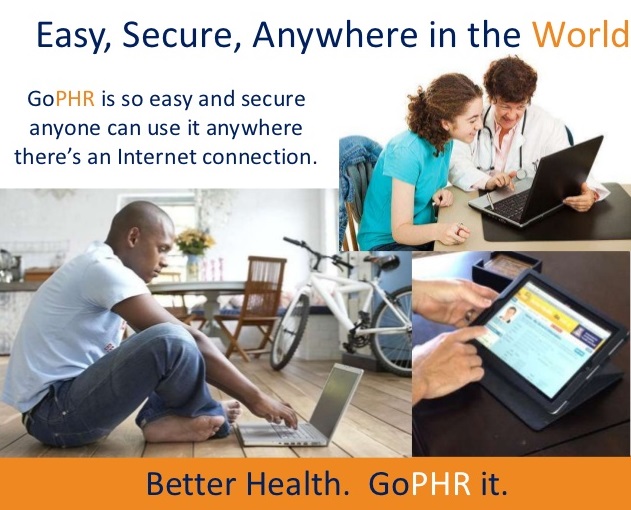 Easy, Secure, Anywhere in the World
GoPHR is so easy and secure
anyone can use it anywhere
there's an Internet connection.
Better Health.  GoPHR it.